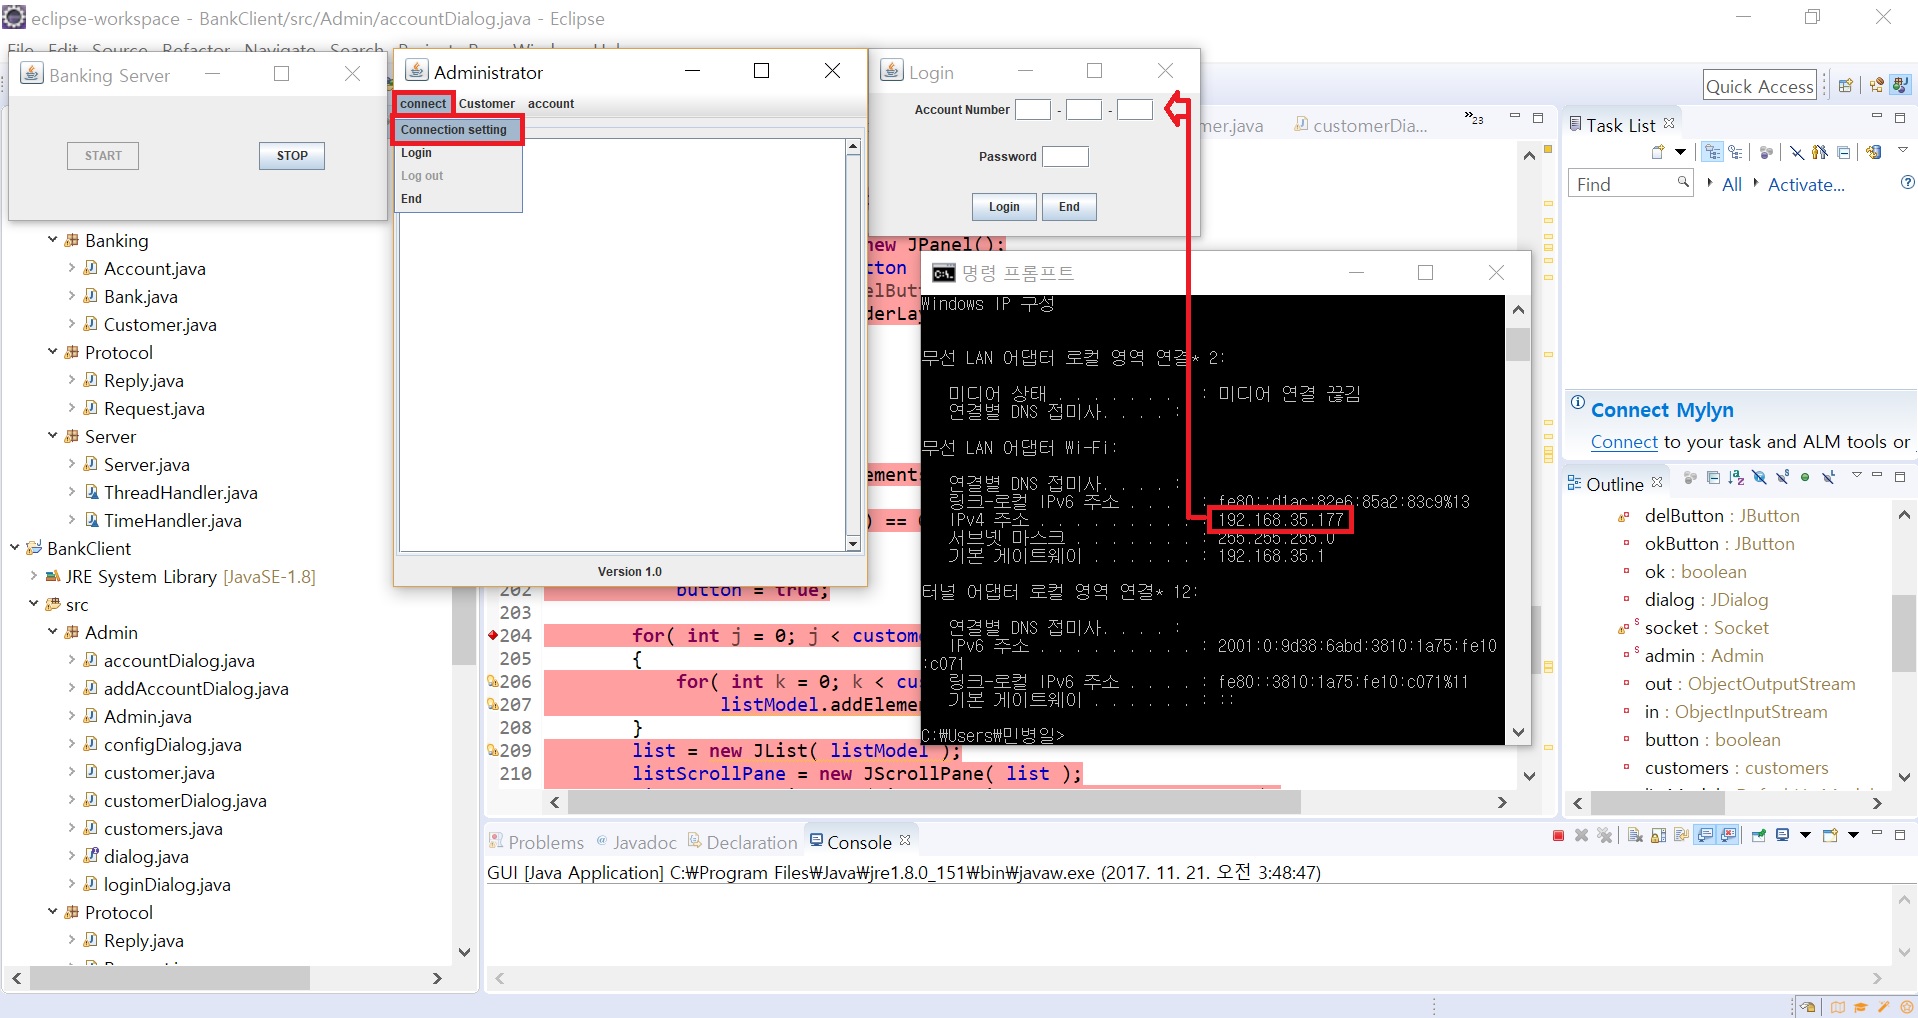 eclipse-workspace - BankClient/src/Admin/accountDialog.java - Eclipse
File Edit Source Refactor Navigate Search
Quick Access
Banking Server
START
STOP
Administrator
connect Customer account
Connection setting
Login
Log out
End
Version 1.0
Login
Account Number - -
Password
Login End
mer.java
customerDia...
»23
Banking
Account.java
Bank.java
Customer.java
Protocol
Reply.java
Request.java
Server
Server.java
ThreadHandler.java
TimeHandler.java
BankClient
JRE System Library [JavaSE-1.8]
src
Admin
accountDialog.java
addAccountDialog.java
Admin.java
configDialog.java
customer.java
customerDialog.java
customers.java
dialog.java
loginDialog.java
Protocol
Reply.java
new JPanel();
tton
elBut
derLay
ements
) ==
202 button = true;
203
204 for( int j = 0; j < custome
205 {
206 for( int k = 0; k < cu
207 listModel.addEleme
208 }
209 list = new JList( listModel );
210 listScrollPane = new JScrollPane( list );
명령 프롬프트
Windows IP 구성
무선 LAN 어댑터 로컬 영역 연결* 2:
미디어 상태 . . . . . . . . : 미디어 연결 끊김
연결별 DNS 접미사. . . . :
무선 LAN 어댑터 Wi-Fi:
연결별 DNS 접미사. . . . :
링크-로컬 IPv6 주소 . . . . : fe80::d1ac:82e6:85a2:83c9%13
IPv4 주소 . . . . . . . . . : 192.168.35.177
서브넷 마스크 . . . . . . . : 255.255.255.0
기본 게이트웨이 . . . . . . : 192.168.35.1
터널 어댑터 로컬 영역 연결* 12:
연결별 DNS 접미사. . . . :
IPv6 주소 . . . . . . . . . : 2001:0:9d38:6abd:3810:1a75:fe10
:c071
링크-로컬 IPv6 주소 . . . . : fe80::3810:1a75:fe10:c071%11
기본 게이트웨이 . . . . . . : ::
C:₩Users₩민병일>
Task List
Find
All Activate...
Connect Mylyn
Connect to your task and ALM tools or
Outline
delButton : JButton
okButton : JButton
ok : boolean
dialog : JDialog
socket : Socket
admin : Admin
out : ObjectOutputStream
in : ObjectInputStream
button : boolean
customers : customers
Problems Javadoc Declaration Console
GUI [Java Application] C:₩Program Files₩Java₩jre1.8.0_151₩bin₩javaw.exe (2017. 11. 21. 오전 3:48:47)